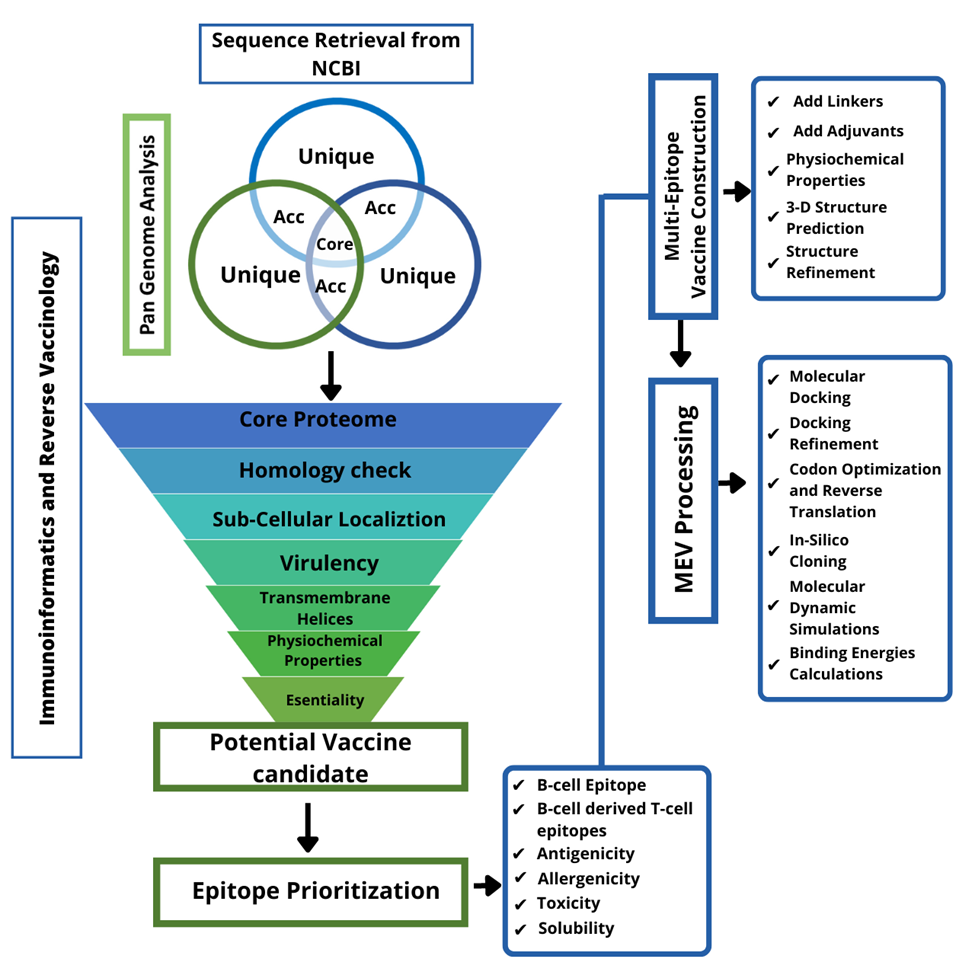 Sequence Retrieval from
NCBI
Pan Genome Analysis
Immunoinformatics and Reverse Vaccinology
Unique
Acc
Acc
Core
Unique
Unique
Acc
Core Proteome
Homology check
Sub-Cellular Localiztion
Virulency
Transmembrane
Helices
Physiochemical
Properties
Esentiality
Potential Vaccine
candidate
Epitope Prioritization
✔ B-cell Epitope
✔ B-cell derived T-cell
epitopes
✔ Antigenicity
✔ Allergenicity
✔ Toxicity
✔ Solubility
Multi-Epitope
Vaccine Construction
✔ Add Linkers
✔ Add Adjuvants
✔ Physiochemical
Properties
✔ 3-D Structure
Prediction
✔ Structure
Refinement
MEV Processing
✔ Molecular
Docking
✔ Docking
Refinement
✔ Codon Optimization
and Reverse
Translation
✔ In-Silico
Cloning
✔ Molecular
Dynamic
Simulations
✔ Binding Energies
Calculations